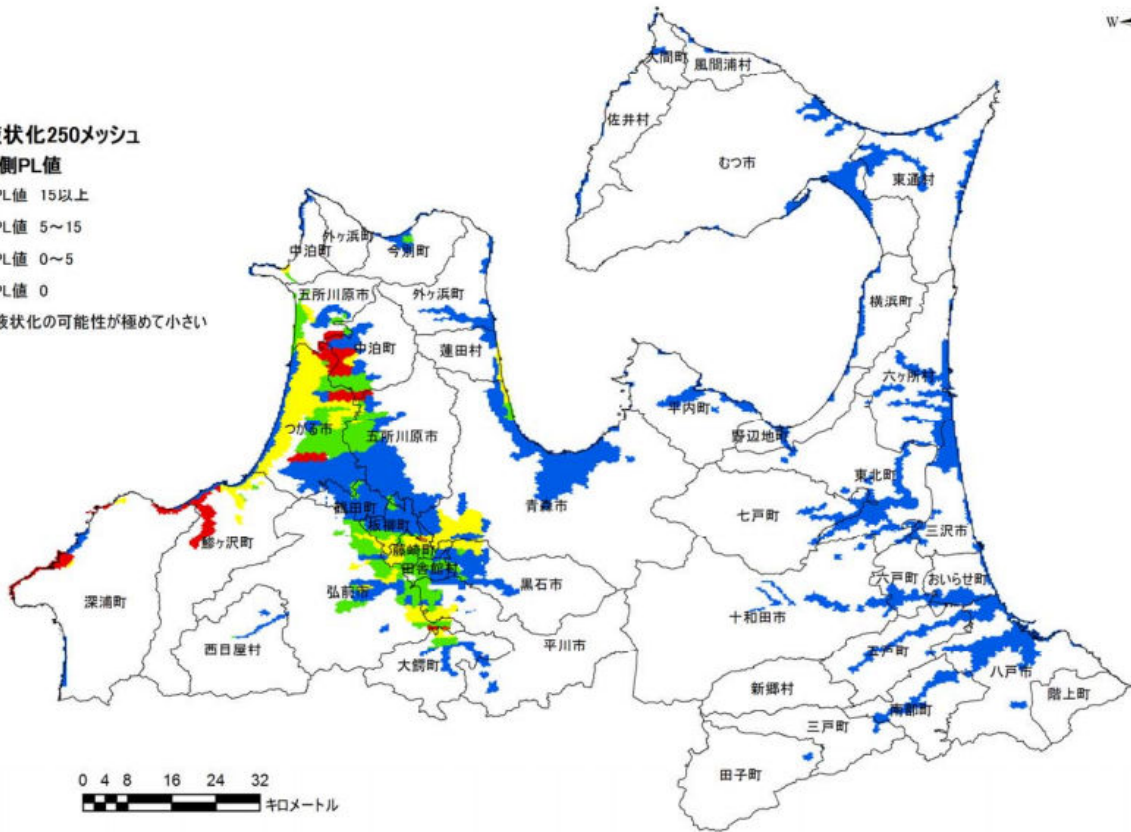 W
状化250メッシュ
側PL値
PL値 15以上
PL値 5～15
PL値 0～5
PL値 0
液状化の可能性が極めて小さい
大間町
風間浦村
佐井村
むつ市
東通村
外ヶ浜町
中泊町
今別町
五所川原市
外ヶ浜町
横浜町
中泊町
蓬田村
六ヶ所村
平内町
つがる市
五所川原市
野辺地町
東北町
鶴田町
青森市
七戸町
板柳町
三沢市
鰺ヶ沢町
藤崎町
田舎館村
六戸町
おいらせ町
黒石市
弘前市
深浦町
十和田市
西目屋村
平川市
五戸町
大鰐町
八戸市
新郷村
階上町
南部町
三戸町
田子町
0 4 8 16 24 32
キロメートル